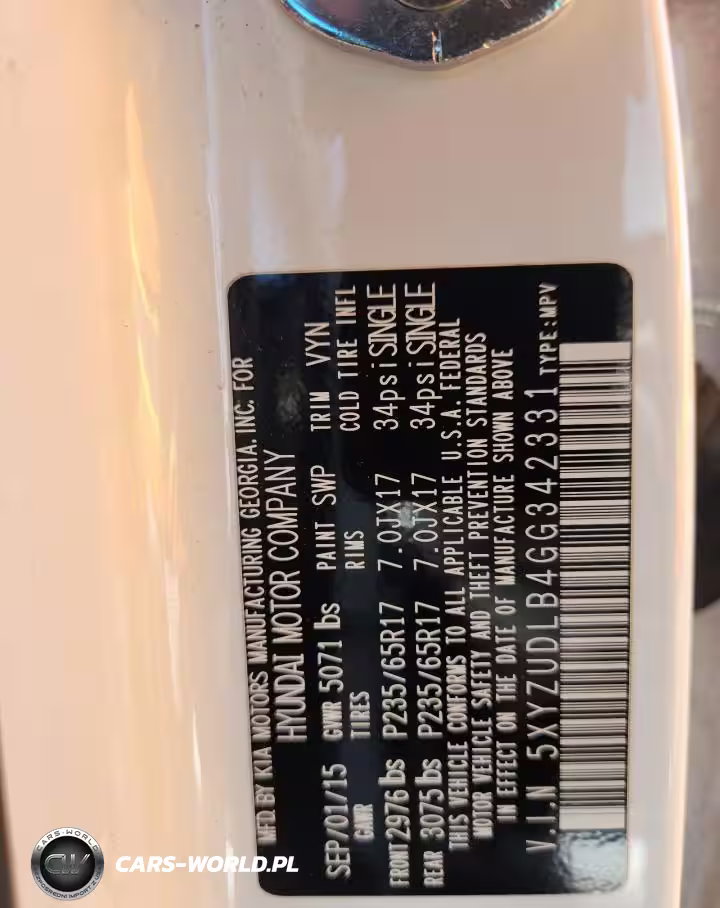 MFD. BY KIA MOTORS MANUFACTURING GEORGIA, INC. FOR
HYUNDAI MOTOR COMPANY
SEP/01/15 GVWR 5071 lbs PAINT SWP TRIM VYN
GAWR TIRES RIMS COLD TIRE INFL
FRONT 2976 lbs P235/65R17 7.0JX17 34psi SINGLE
REAR 3075 lbs P235/65R17 7.0JX17 34psi SINGLE
THIS VEHICLE CONFORMS TO ALL APPLICABLE U.S.A. FEDERAL
MOTOR VEHICLE SAFETY AND THEFT PREVENTION STANDARDS
IN EFFECT ON THE DATE OF MANUFACTURE SHOWN ABOVE
V.I.N 5XYZUDLB4GG342331 TYPE:MPV
CARS-WORLD
CW
CARS-WORLD.PL